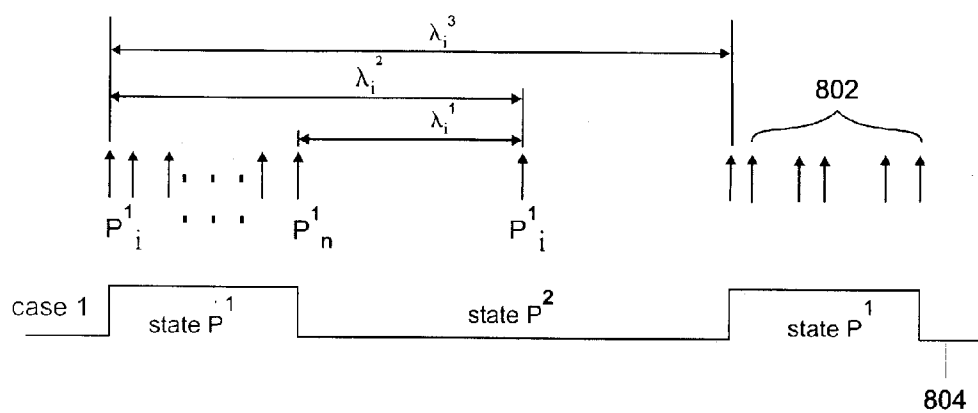 λᵢ³
λᵢ²
λᵢ¹
802
P¹ᵢ
P¹ₙ
P¹ᵢ
case 1
state P¹
state P²
state P¹
804